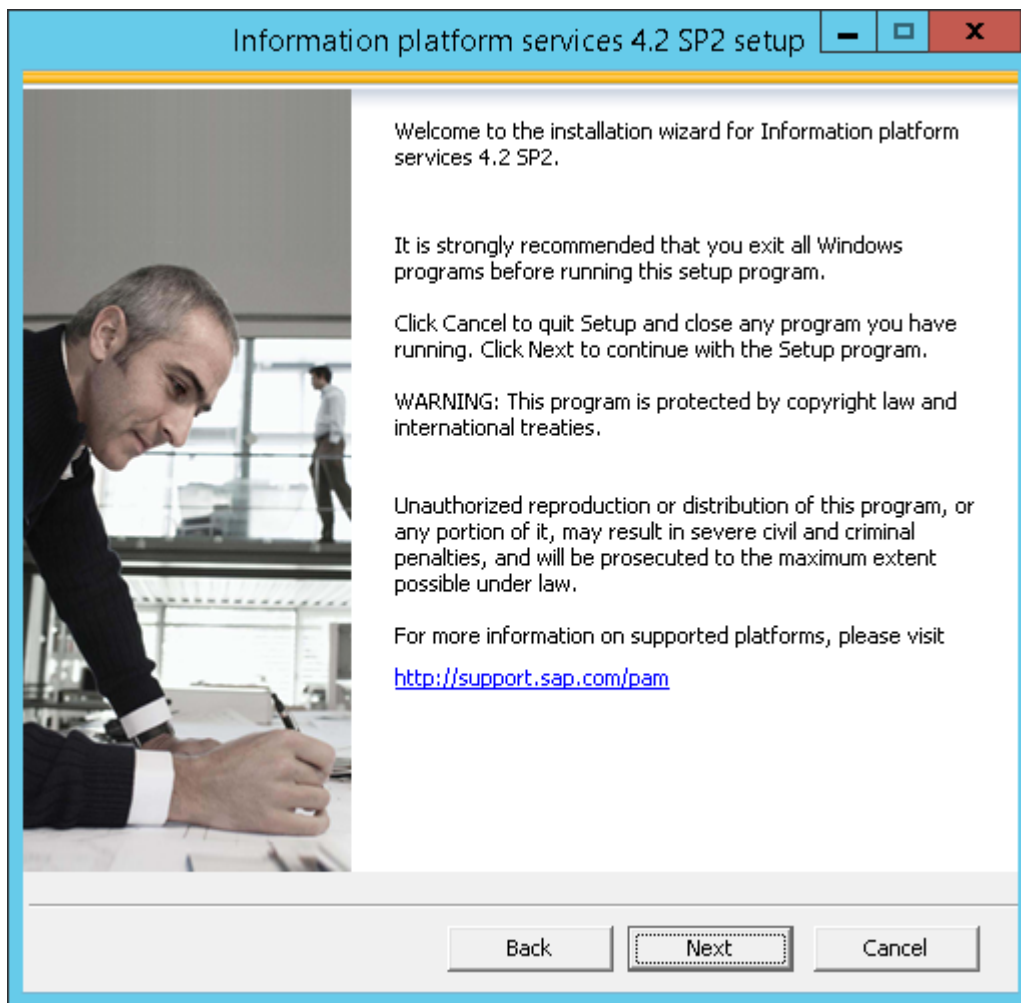 Information platform services 4.2 SP2 setup
Welcome to the installation wizard for Information platform
services 4.2 SP2.
It is strongly recommended that you exit all Windows
programs before running this setup program.
Click Cancel to quit Setup and close any program you have
running. Click Next to continue with the Setup program.
WARNING: This program is protected by copyright law and
international treaties.
Unauthorized reproduction or distribution of this program, or
any portion of it, may result in severe civil and criminal
penalties, and will be prosecuted to the maximum extent
possible under law.
For more information on supported platforms, please visit
http://support.sap.com/pam
Back
Next
Cancel